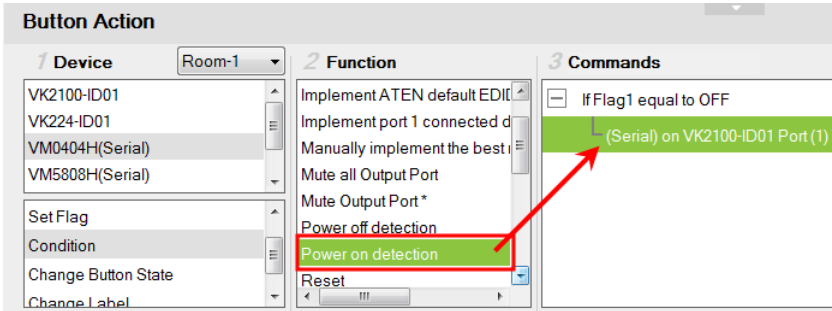 Button Action
1 Device
Room-1
VK2100-ID01
VK224-ID01
VM0404H(Serial)
VM5808H(Serial)
Set Flag
Condition
Change Button State
Change Label
2 Function
Implement ATEN default EDID
Implement port 1 connected d
Manually implement the best
Mute all Output Port
Mute Output Port *
Power off detection
Power on detection
Reset
3 Commands
If Flag1 equal to OFF
(Serial) on VK2100-ID01 Port (1)